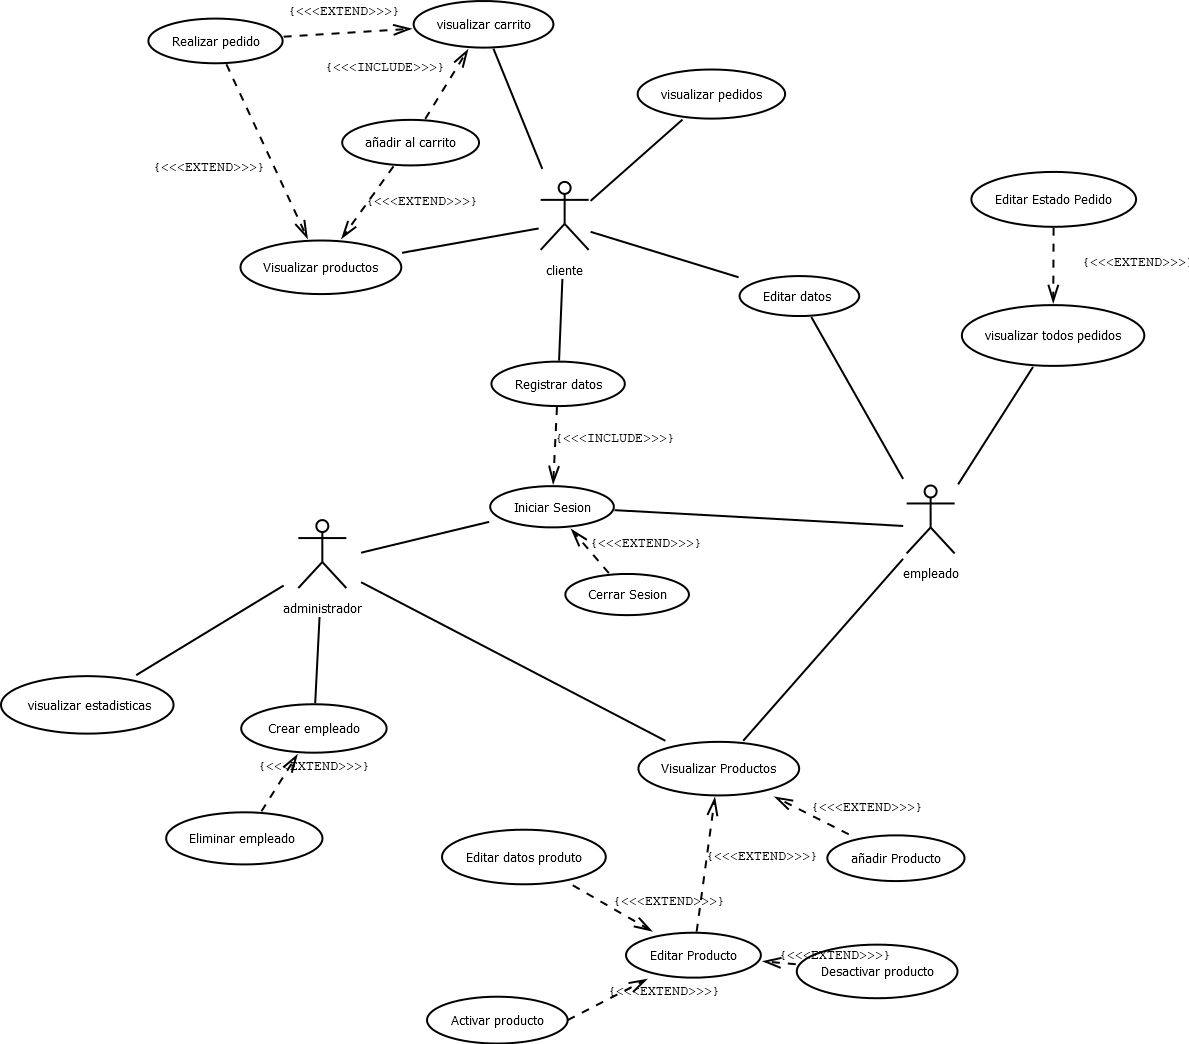 {<<<EXTEND>>>}
visualizar carrito
Realizar pedido
{<<<INCLUDE>>>}
visualizar pedidos
añadir al carrito
{<<<EXTEND>>>}
{<<<EXTEND>>>}
Editar Estado Pedido
Visualizar productos
cliente
{<<<EXTEND>>>}
Editar datos
visualizar todos pedidos
Registrar datos
{<<<INCLUDE>>>}
Iniciar Sesion
{<<<EXTEND>>>}
empleado
Cerrar Sesion
administrador
visualizar estadisticas
Crear empleado
{<<<EXTEND>>>}
Visualizar Productos
{<<<EXTEND>>>}
Eliminar empleado
Editar datos produto
{<<<EXTEND>>>}
añadir Producto
{<<<EXTEND>>>}
Editar Producto
{<<<EXTEND>>>}
Desactivar producto
{<<<EXTEND>>>}
Activar producto